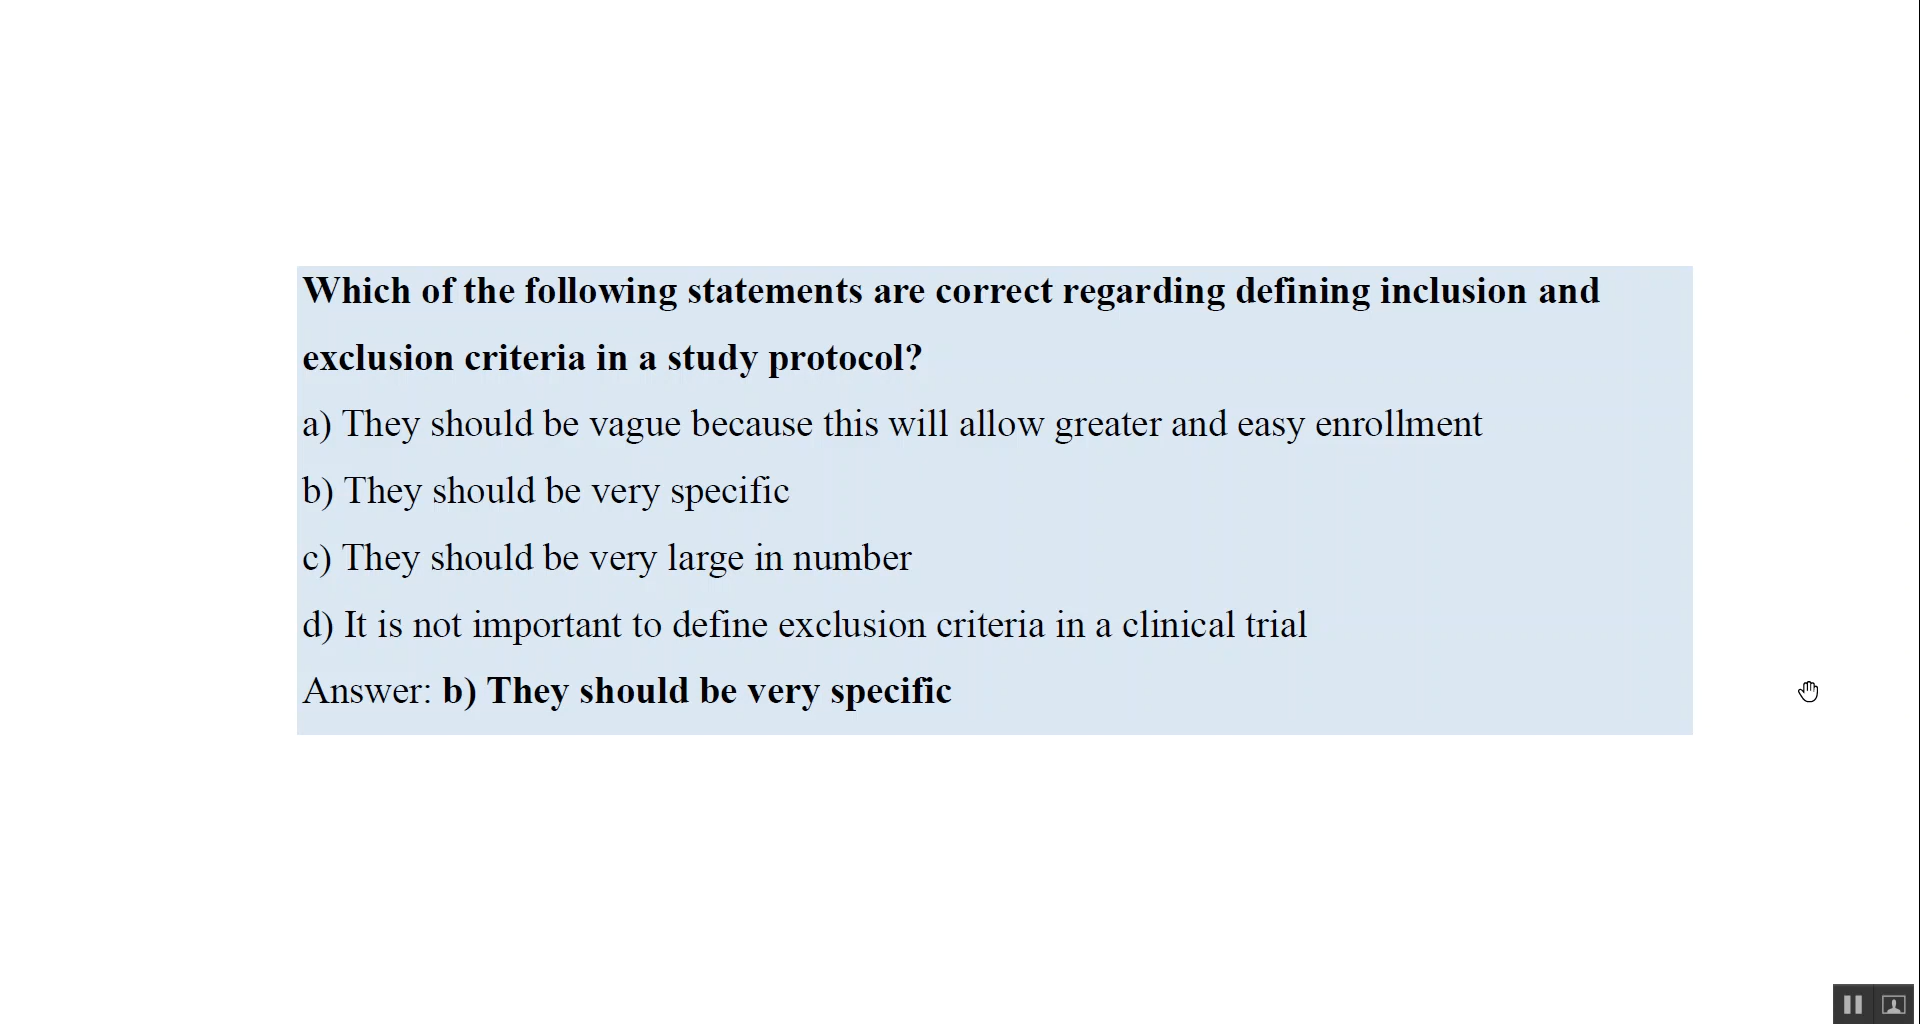 Which of the following statements are correct regarding defining inclusion and
exclusion criteria in a study protocol?
a) They should be vague because this will allow greater and easy enrollment
b) They should be very specific
c) They should be very large in number
d) It is not important to define exclusion criteria in a clinical trial
Answer: b) They should be very specific